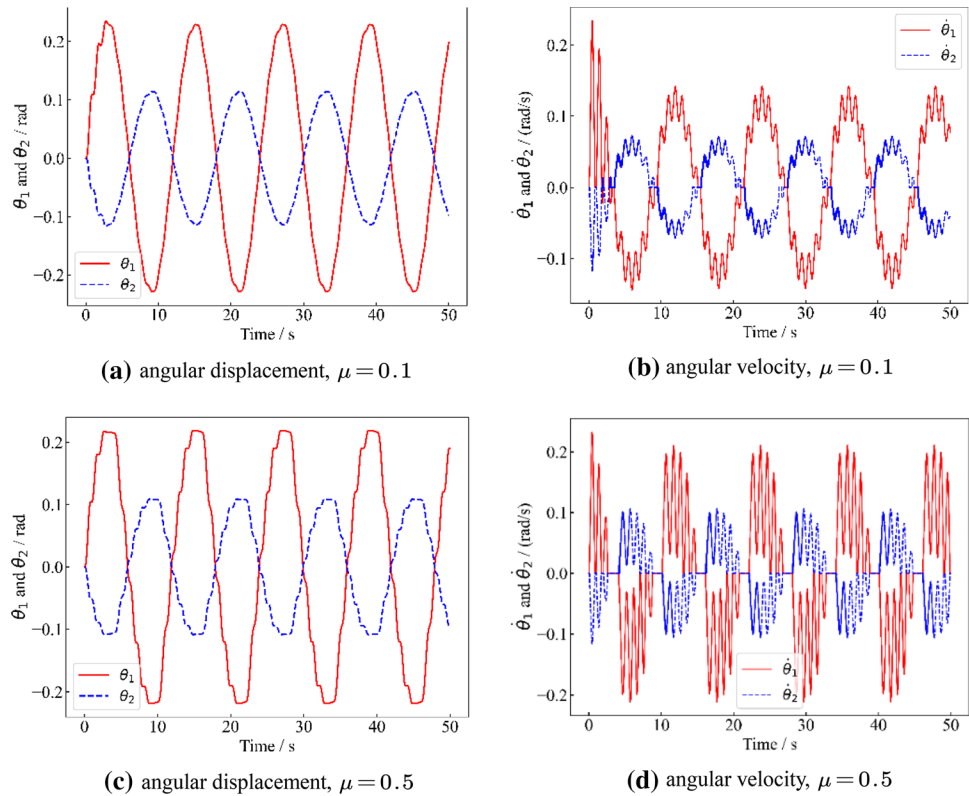 θ₁ and θ₂ / rad
0.2
0.1
0.0
−0.1
−0.2
θ₁
θ₂
0 10 20 30 40 50
Time / s
(a) angular displacement, μ = 0.1
θ̇₁ and θ̇₂ / (rad/s)
0.2
0.1
0.0
−0.1
θ̇₁
θ̇₂
0 10 20 30 40 50
Time / s
(b) angular velocity, μ = 0.1
θ₁ and θ₂ / rad
0.2
0.1
0.0
−0.1
−0.2
θ₁
θ₂
0 10 20 30 40 50
Time / s
(c) angular displacement, μ = 0.5
θ̇₁ and θ̇₂ / (rad/s)
0.2
0.1
0.0
−0.1
−0.2
θ̇₁
θ̇₂
0 10 20 30 40 50
Time / s
(d) angular velocity, μ = 0.5